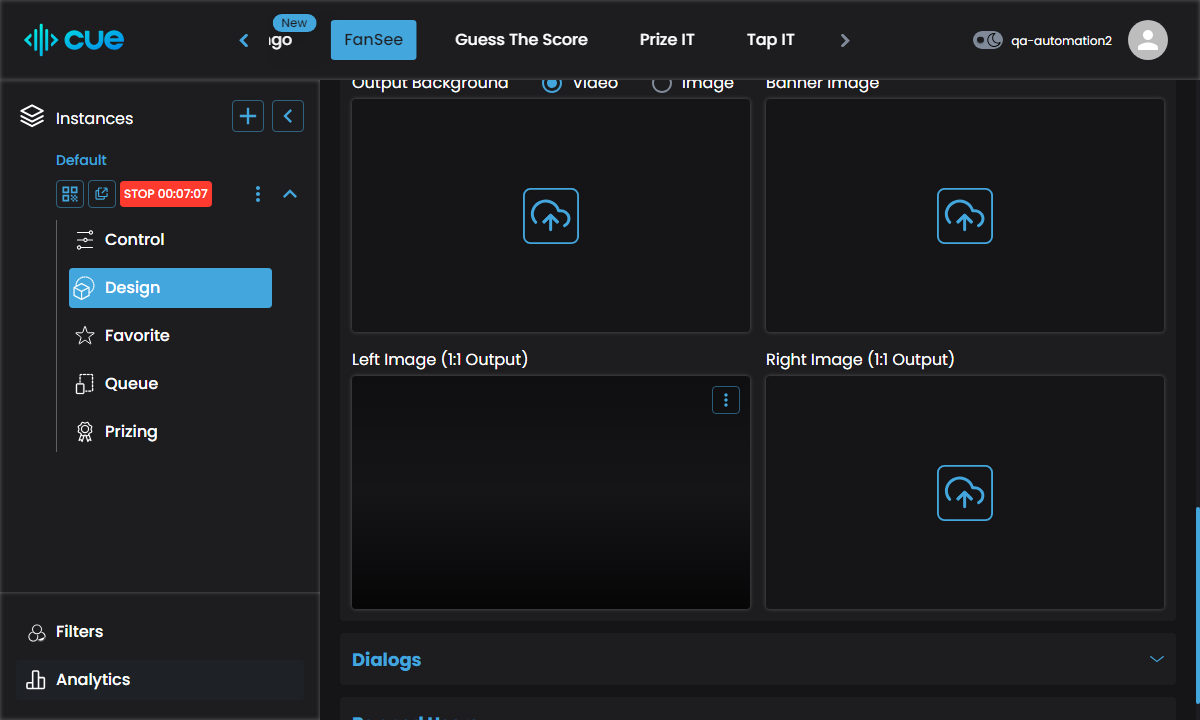 cue
New
FanSee
Guess The Score
Prize IT
Tap IT
qa-automation2
Instances
Default
STOP 00:07:07
Control
Design
Favorite
Queue
Prizing
Filters
Analytics
Output Background
Video
Image
Banner Image
Left Image (1:1 Output)
Right Image (1:1 Output)
Dialogs